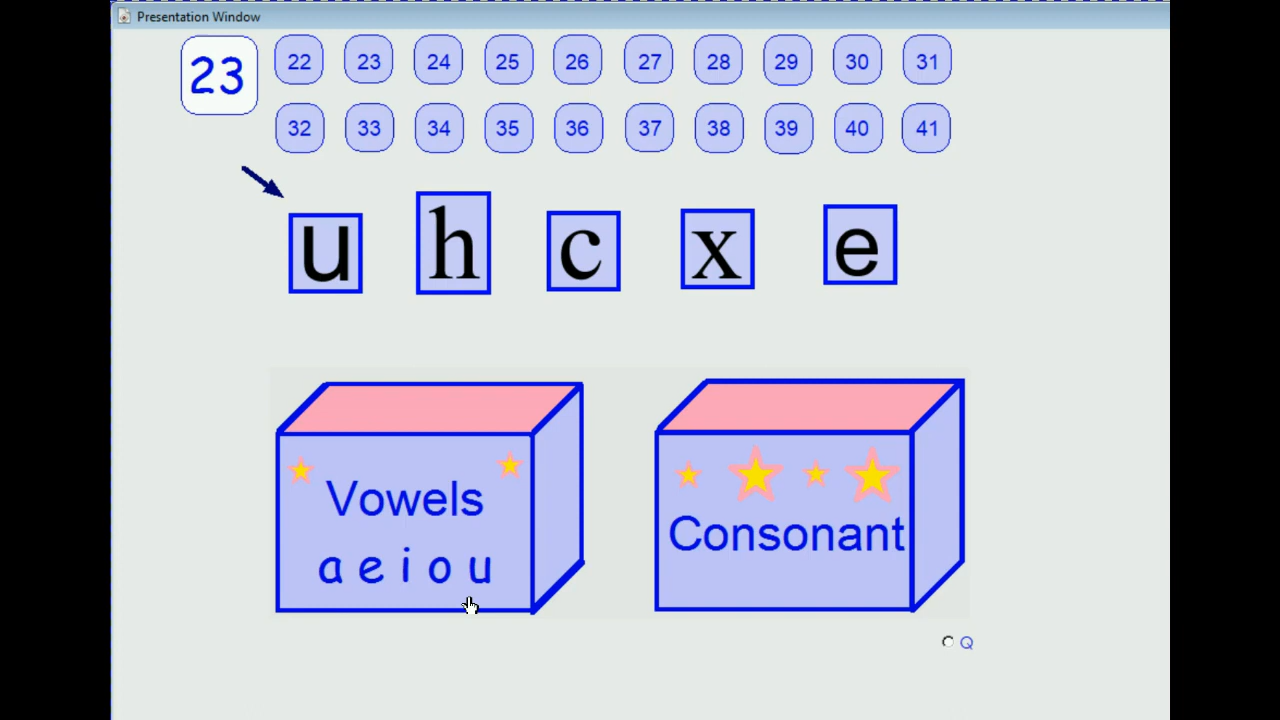 Presentation Window
23 22 23 24 25 26 27 28 29 30 31
32 33 34 35 36 37 38 39 40 41
u h c x e
Vowels
a e i o u
Consonant
Q